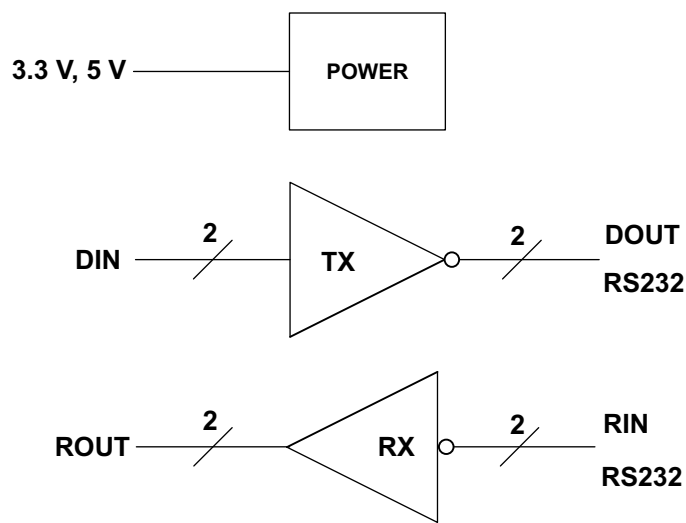 3.3 V, 5 V
POWER
2
2
DOUT
DIN
TX
RS232
2
2
RIN
ROUT
RX
RS232